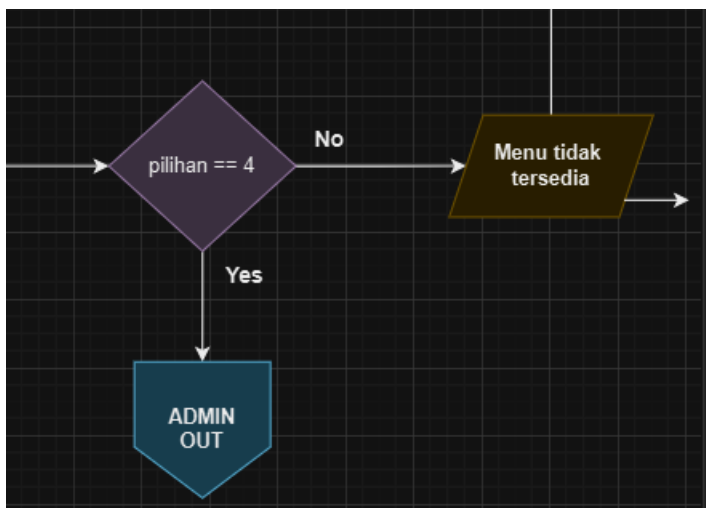 No
pilihan == 4
Menu tidak
tersedia
Yes
ADMIN
OUT